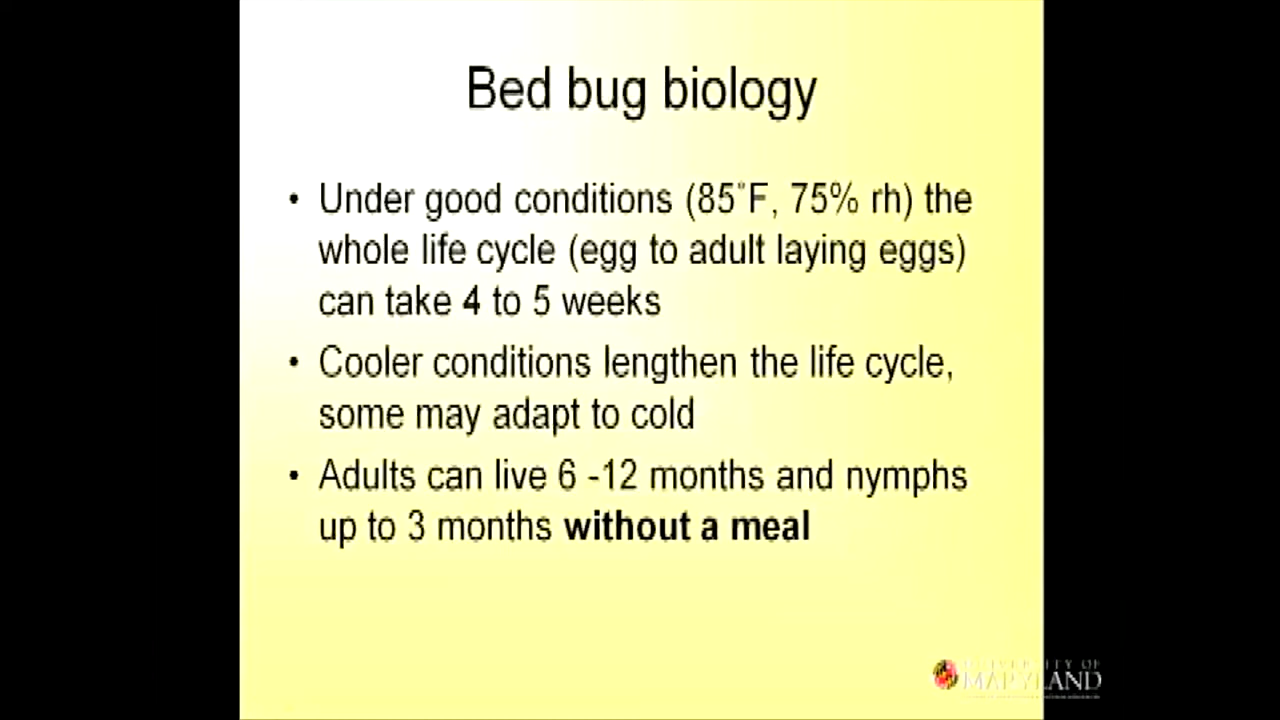 Bed bug biology
• Under good conditions (85°F, 75% rh) the
whole life cycle (egg to adult laying eggs)
can take 4 to 5 weeks
• Cooler conditions lengthen the life cycle,
some may adapt to cold
• Adults can live 6 -12 months and nymphs
up to 3 months without a meal
UNIVERSITY OF
MARYLAND